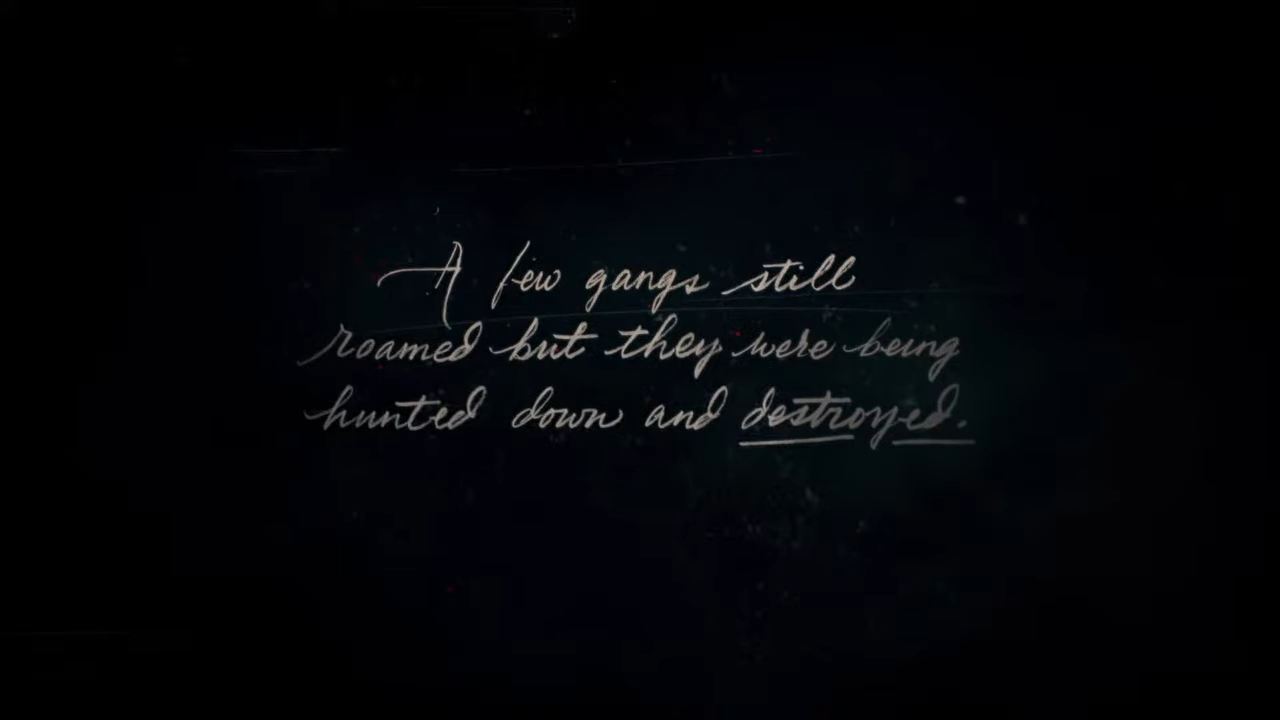 A few gangs still
roamed but they were being
hunted down and destroyed.